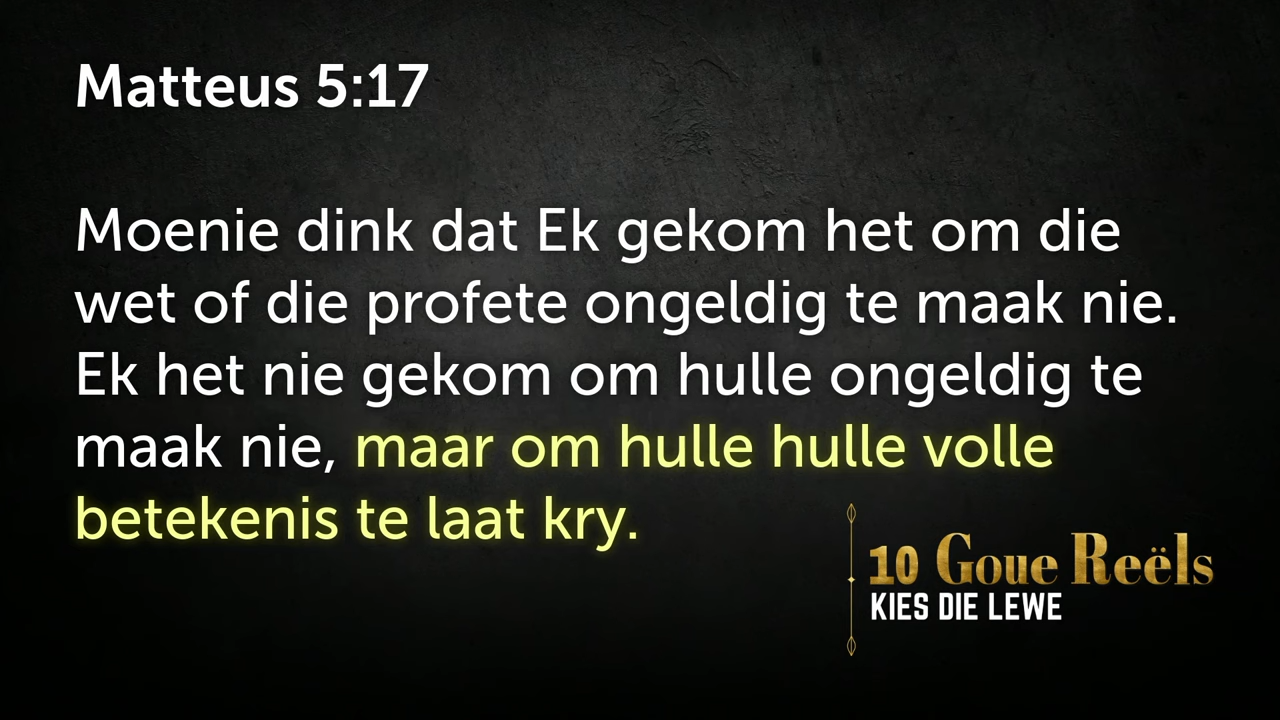 Matteus 5:17
Moenie dink dat Ek gekom het om die
wet of die profete ongeldig te maak nie.
Ek het nie gekom om hulle ongeldig te
maak nie, maar om hulle hulle volle
betekenis te laat kry.
10 Goue Reëls
KIES DIE LEWE